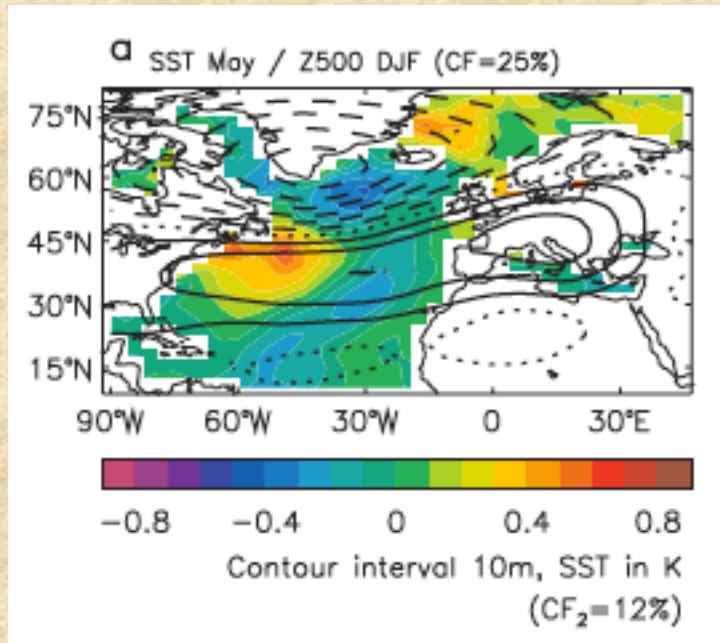 a SST May / Z500 DJF (CF=25%)
75°N
60°N
45°N
30°N
15°N
90°W 60°W 30°W 0 30°E
−0.8 −0.4 0 0.4 0.8
Contour interval 10m, SST in K
(CF₂=12%)